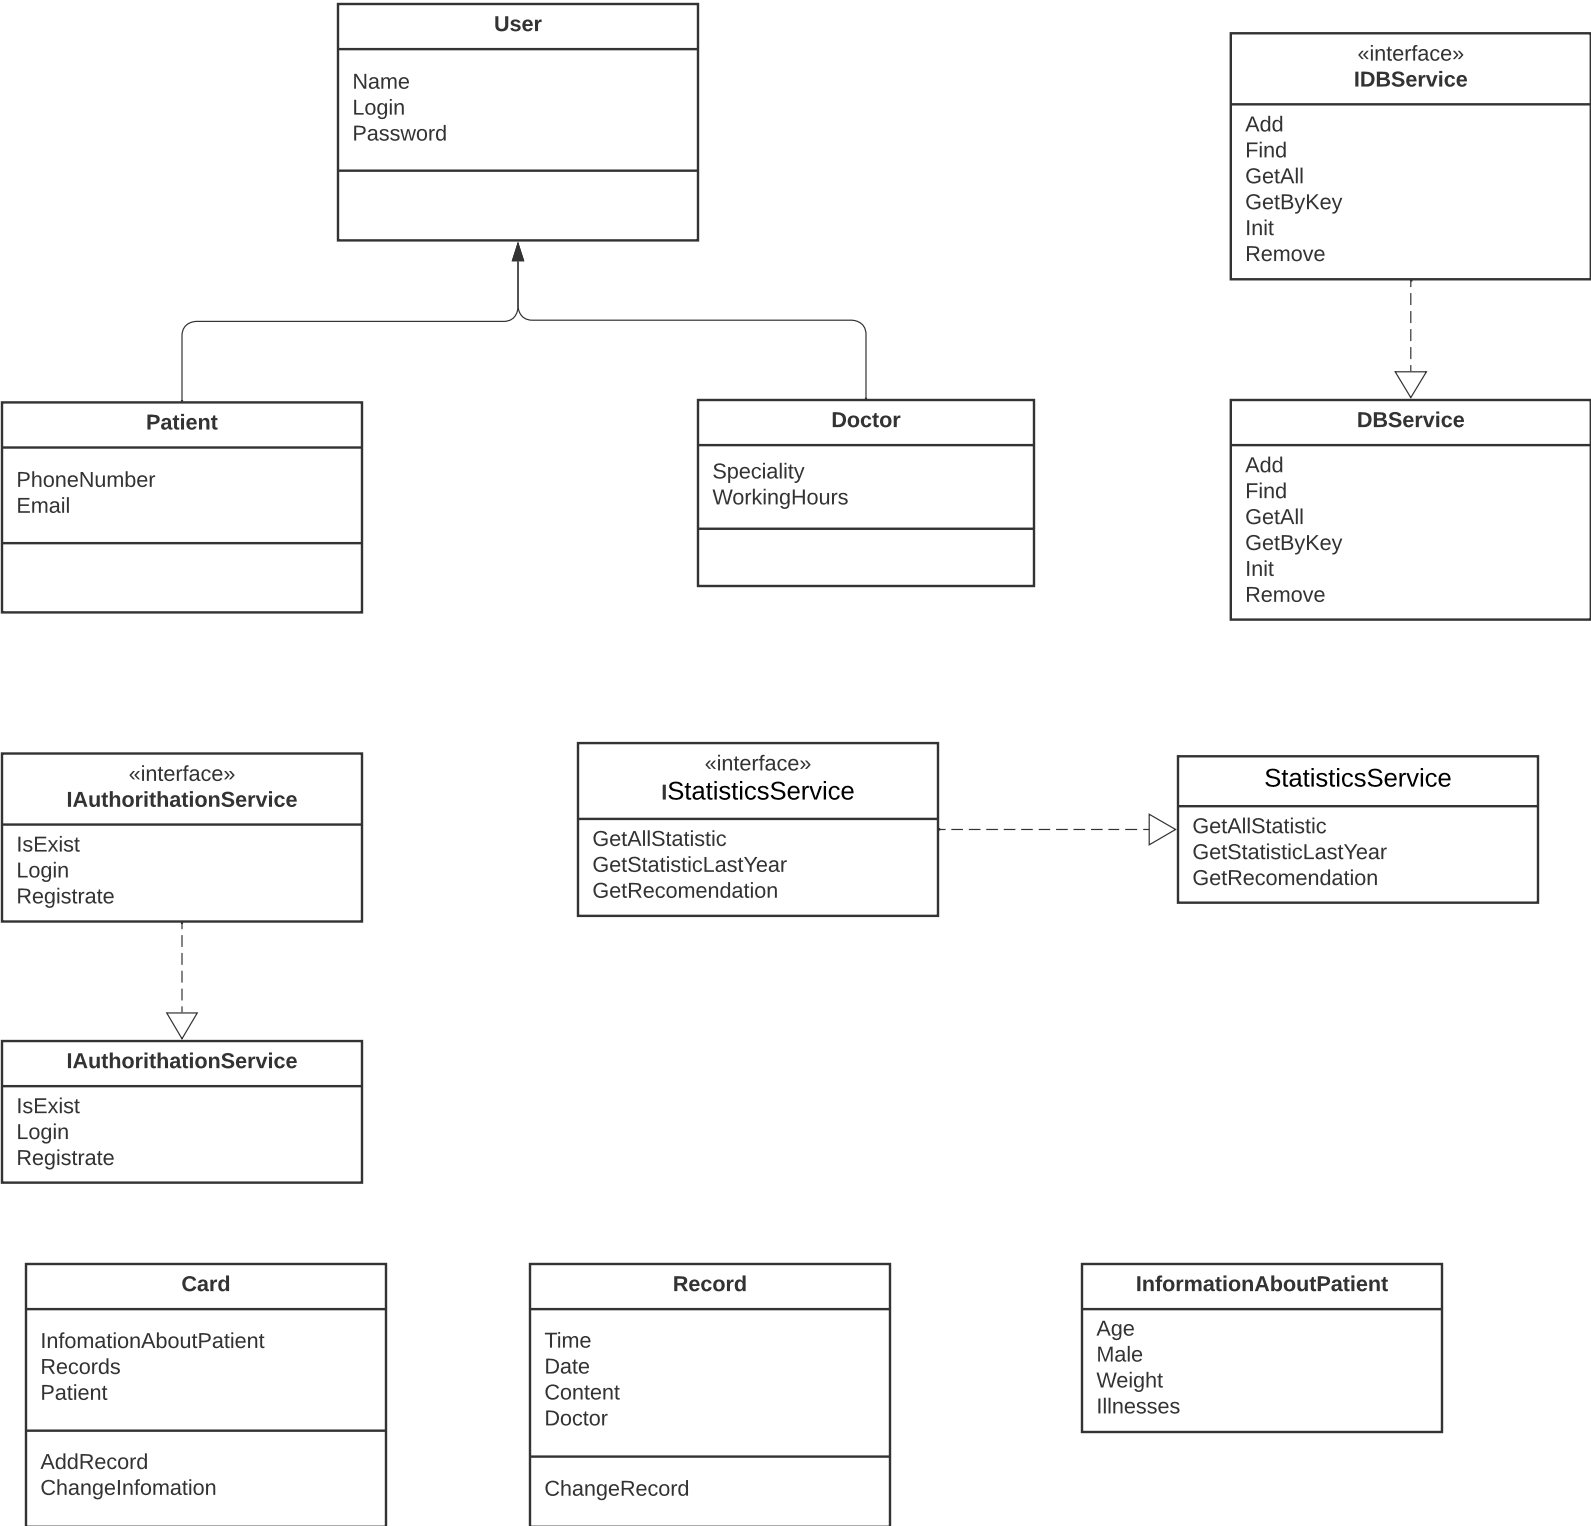 User
Name
Login
Password
«interface»
IDBService
Add
Find
GetAll
GetByKey
Init
Remove
Patient
PhoneNumber
Email
Doctor
Speciality
WorkingHours
DBService
Add
Find
GetAll
GetByKey
Init
Remove
«interface»
IAuthorithationService
IsExist
Login
Registrate
«interface»
IStatisticsService
GetAllStatistic
GetStatisticLastYear
GetRecomendation
StatisticsService
GetAllStatistic
GetStatisticLastYear
GetRecomendation
IAuthorithationService
IsExist
Login
Registrate
Card
InfomationAboutPatient
Records
Patient
AddRecord
ChangeInfomation
Record
Time
Date
Content
Doctor
ChangeRecord
InformationAboutPatient
Age
Male
Weight
Illnesses